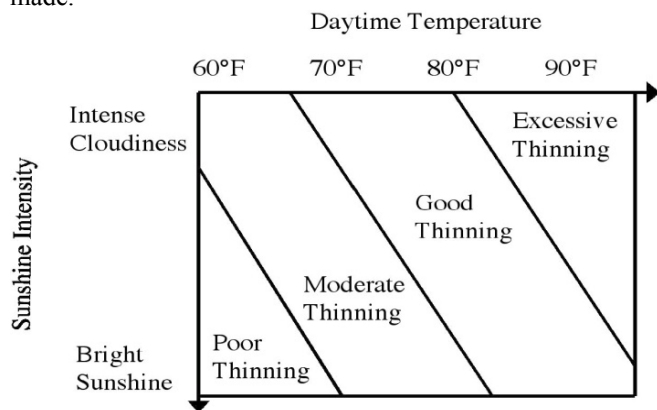 made.
Daytime Temperature
60°F 70°F 80°F 90°F
Intense
Cloudiness
Excessive
Thinning
Sunshine Intensity
Good
Thinning
Moderate
Thinning
Poor
Thinning
Bright
Sunshine